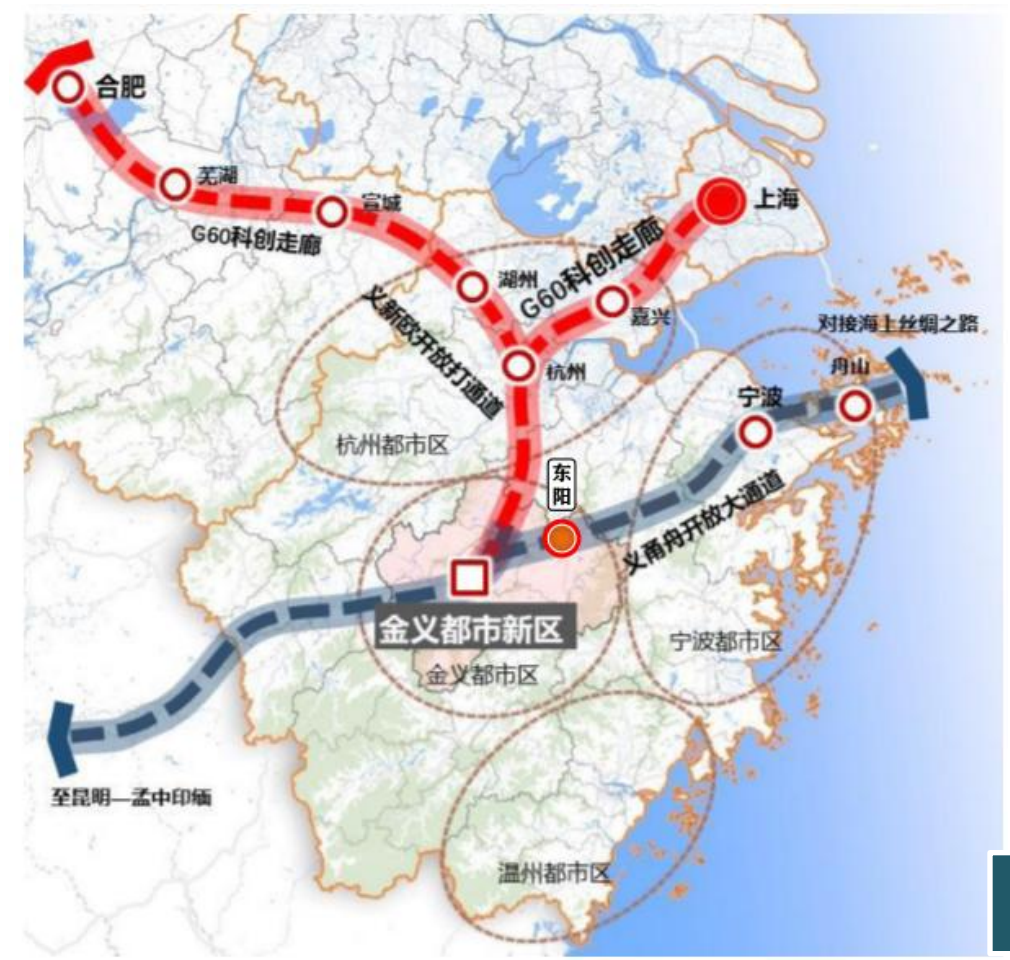 合肥
芜湖
宣城
上海
G60科创走廊
G60科创走廊
湖州
嘉兴
义新欧开放打通道
对接海上丝绸之路
杭州
舟山
宁波
杭州都市区
东
阳
义甬舟开放大通道
金义都市新区
宁波都市区
金义都市区
至昆明—孟中印缅
温州都市区